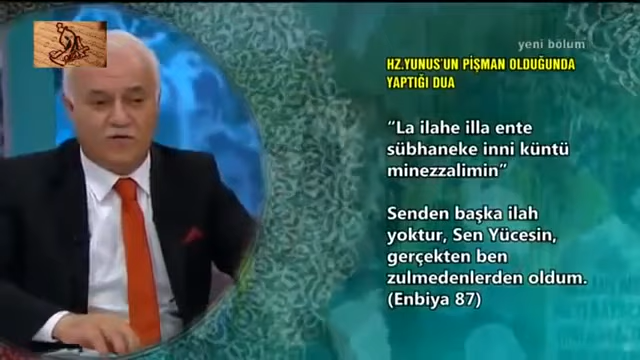 yeni bölüm
HZ.YUNUS'UN PİŞMAN OLDUĞUNDA
YAPTIĞI DUA
"La ilahe illa ente
sübhaneke inni küntü
minezzalimin"
Senden başka ilah
yoktur, Sen Yücesin,
gerçekten ben
zulmedenlerden oldum.
(Enbiya 87)